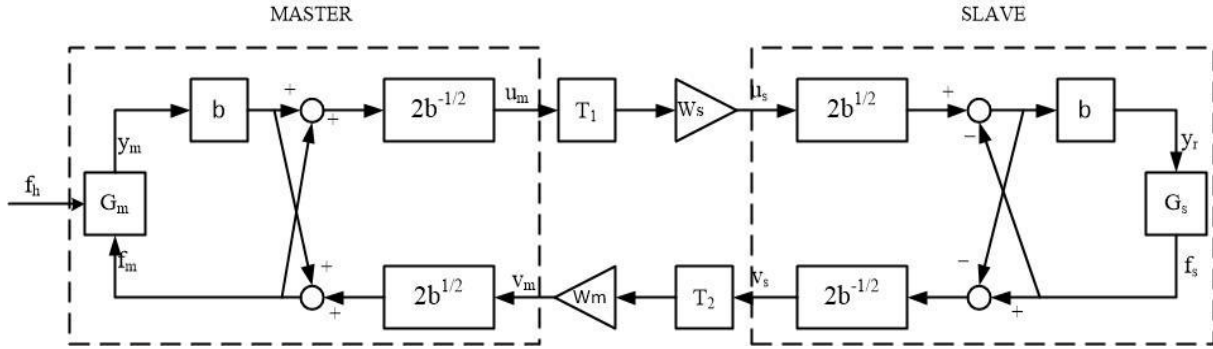 MASTER
SLAVE
b
+
+
2b^-1/2
u_m
T_1
W_s
u_s
2b^1/2
+
−
b
y_m
y_r
f_h
G_m
G_s
f_m
f_s
+
+
2b^1/2
v_m
Wm
T_2
v_s
2b^-1/2
−
+